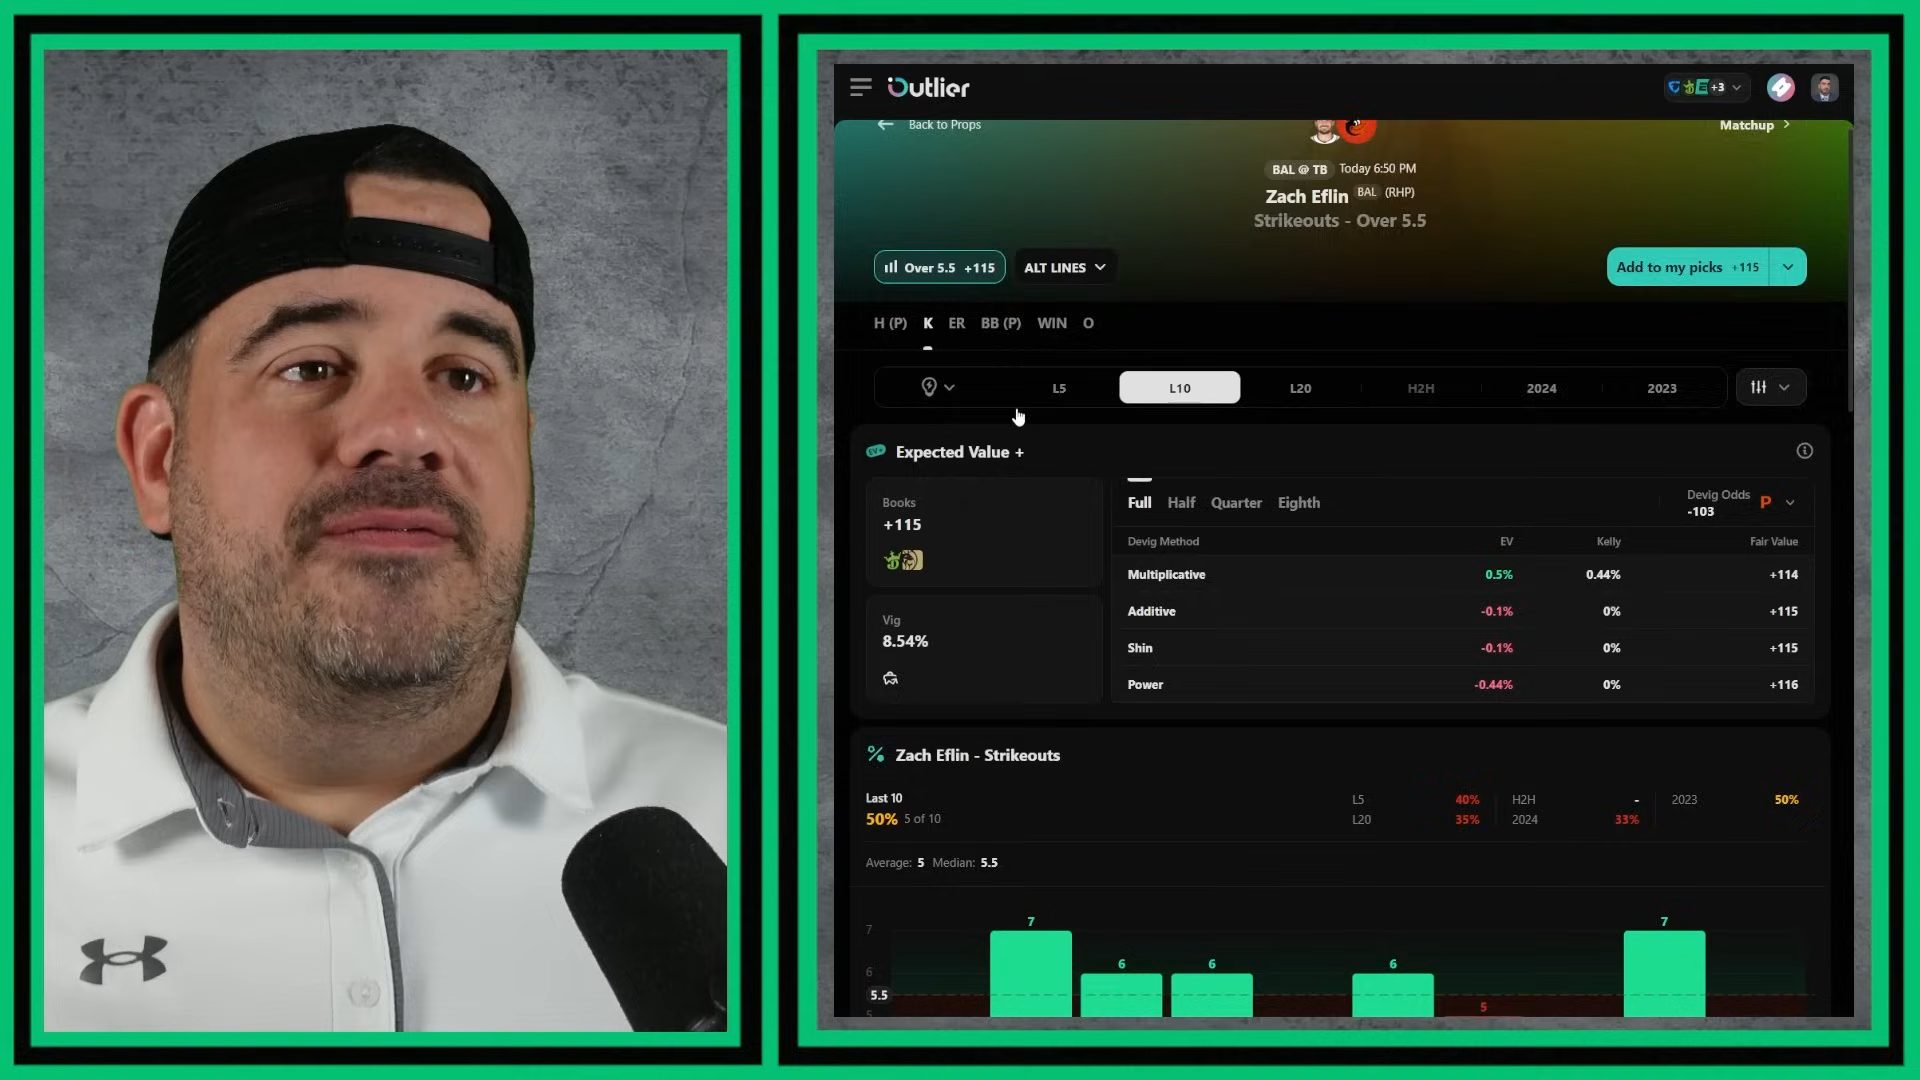 Outlier
+3
Back to Props
Matchup
BAL @ TB Today 6:50 PM
Zach Eflin BAL (RHP)
Strikeouts - Over 5.5
Over 5.5 +115
ALT LINES
Add to my picks +115
H (P) K ER BB (P) WIN O
L5 L10 L20 H2H 2024 2023
EV+ Expected Value +
Books
+115
Vig
8.54%
Full Half Quarter Eighth
Devig Odds
-103
P
Devig Method EV Kelly Fair Value
Multiplicative 0.5% 0.44% +114
Additive -0.1% 0% +115
Shin -0.1% 0% +115
Power -0.44% 0% +116
Zach Eflin - Strikeouts
Last 10
50% 5 of 10
L5 40% H2H - 2023 50%
L20 35% 2024 33%
Average: 5 Median: 5.5
7
6
5.5
5
7
6
6
6
5
7